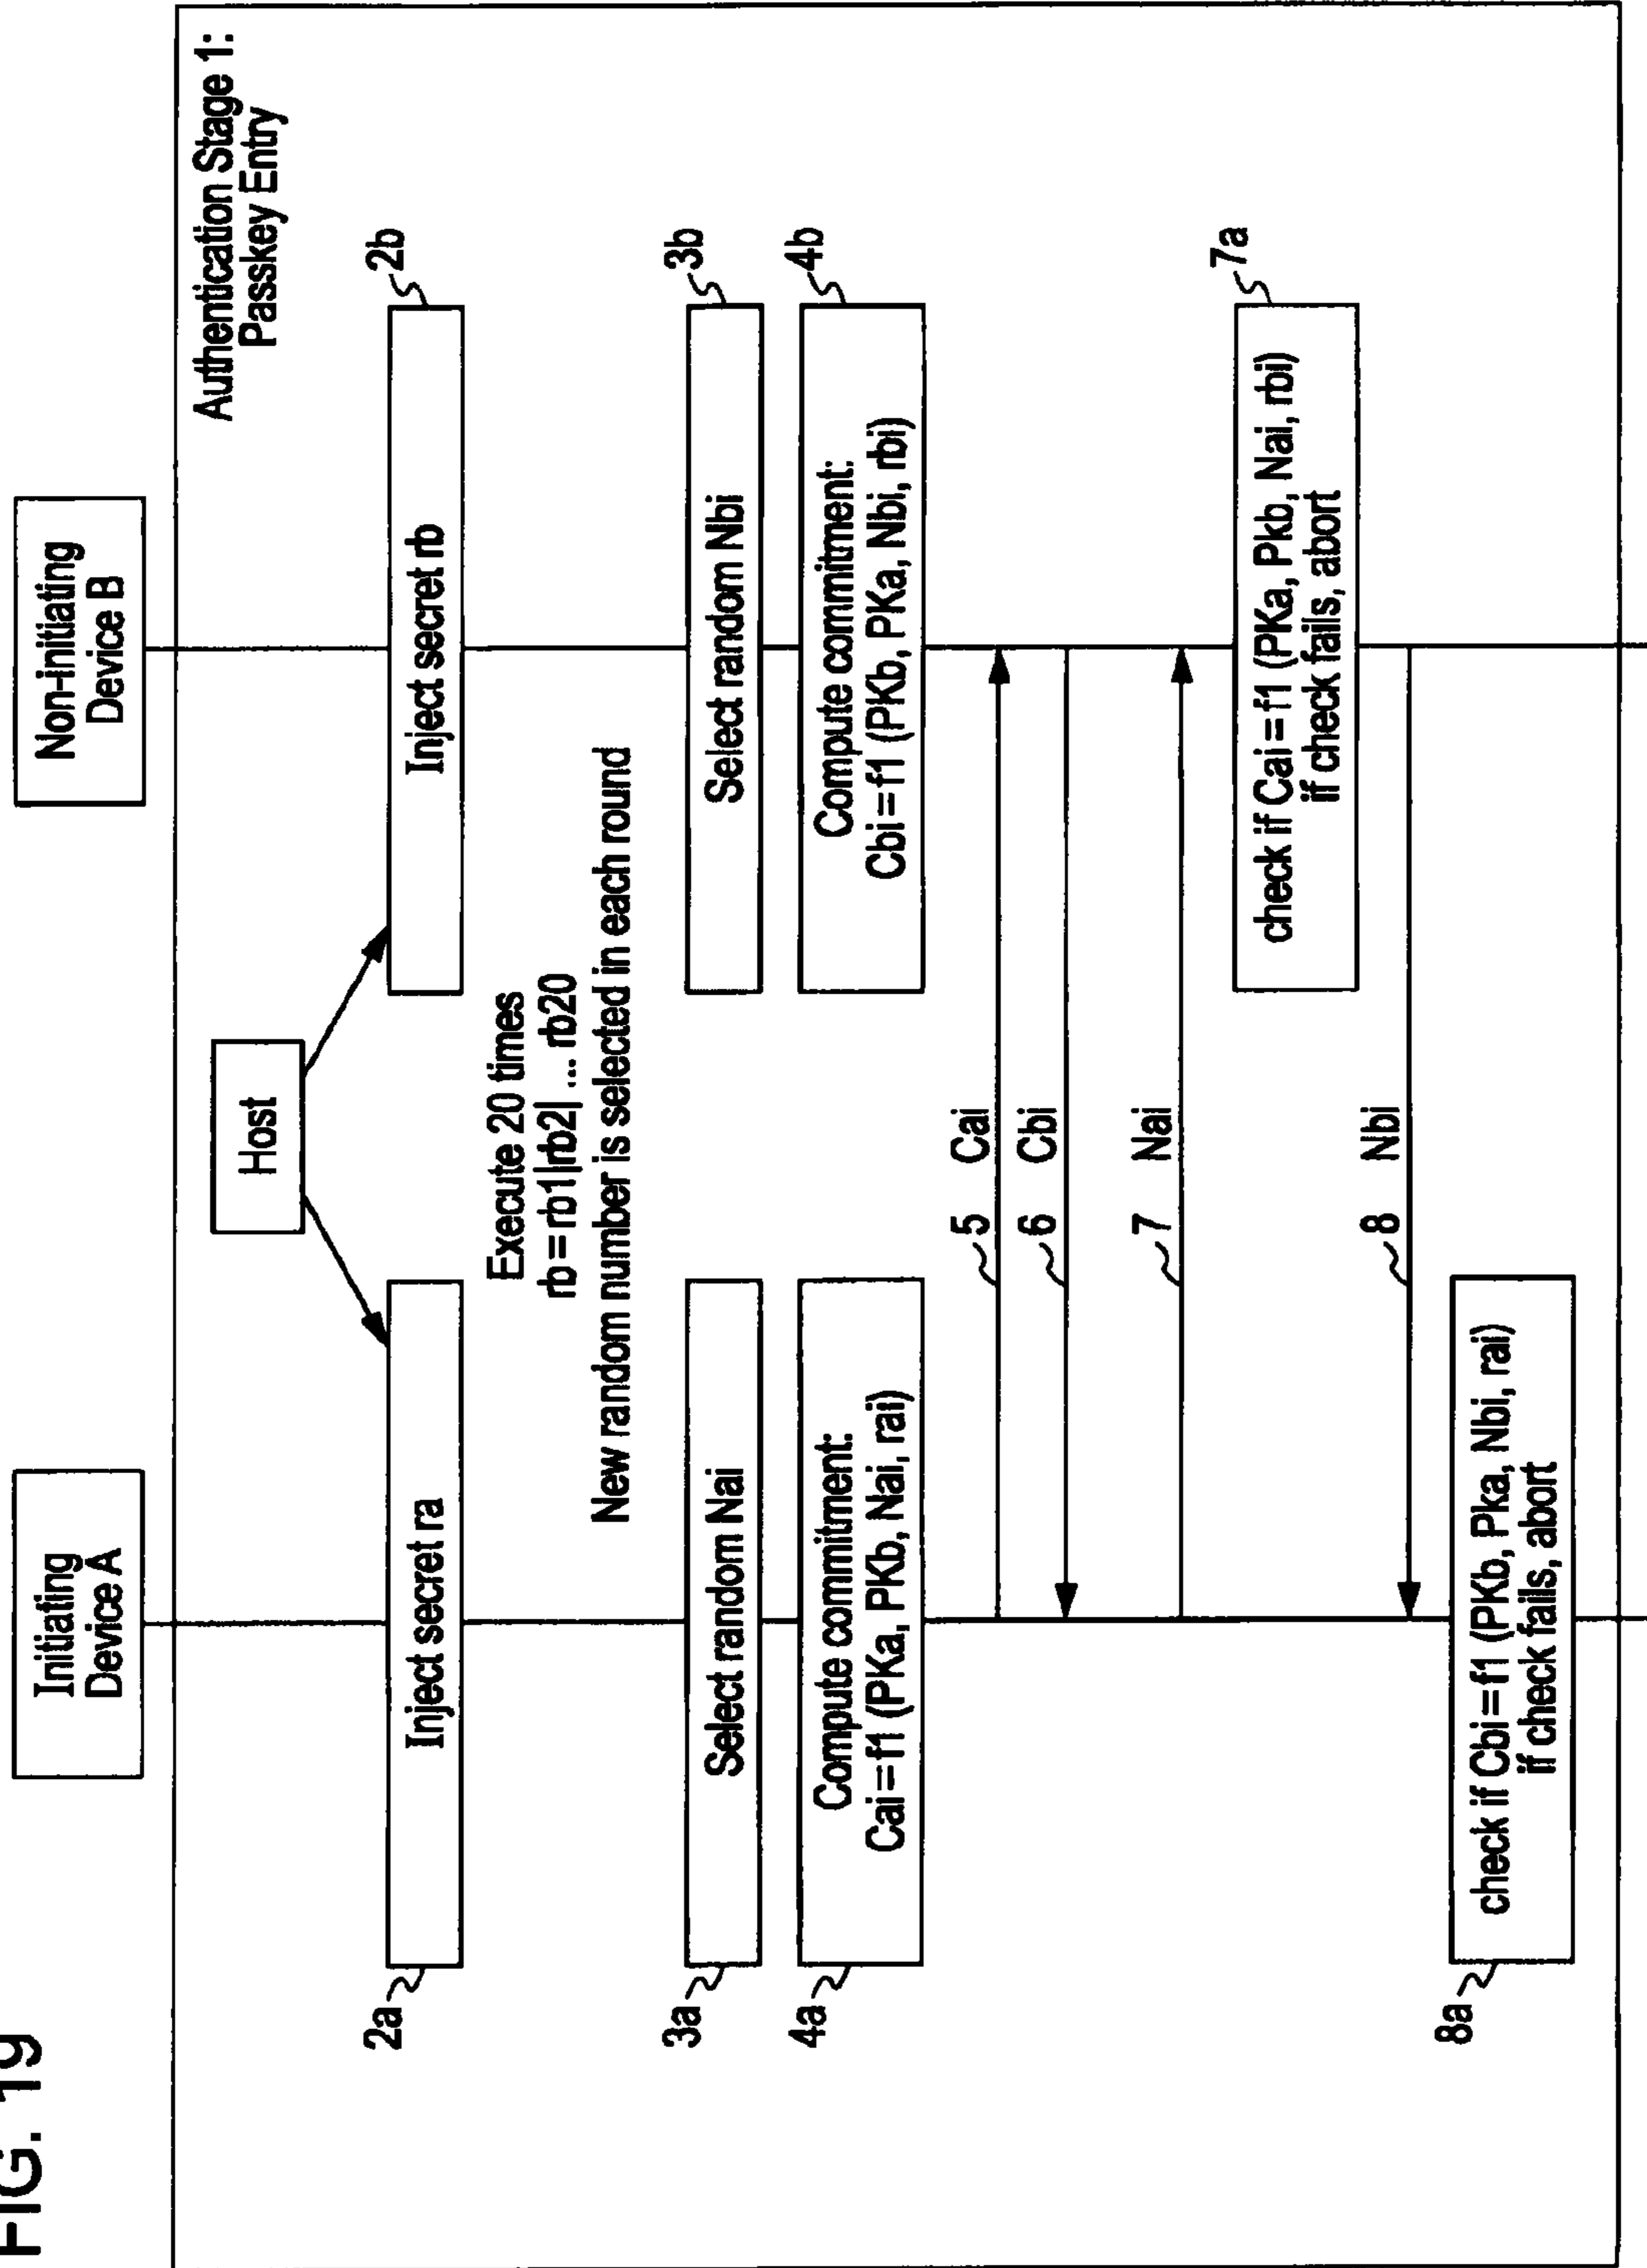 FIG. 19
Initiating
Device A
Non-initiating
Device B
Authentication Stage 1:
Passkey Entry
Host
2a
Inject secret ra
Inject secret rb
2b
Execute 20 times
rb = rb1|rb2| ... rb20
New random number is selected in each round
3a
Select random Nai
Select random Nbi
3b
4a
Compute commitment:
Cai = f1 (PKa, PKb, Nai, rai)
Compute commitment:
Cbi = f1 (PKb, PKa, Nbi, rbi)
4b
5 Cai
6 Cbi
7 Nai
check if Cai = f1 (PKa, Pkb, Nai, rbi)
if check fails, abort
7a
8 Nbi
8a
check if Cbi = f1 (PKb, Pka, Nbi, rai)
if check fails, abort